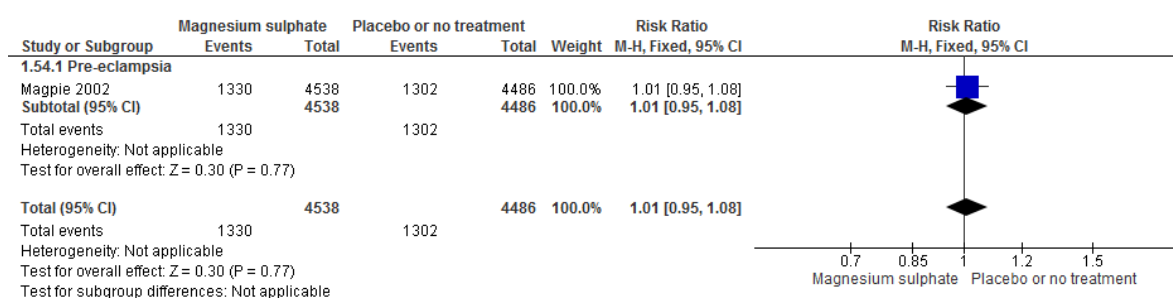 Magnesium sulphate Placebo or no treatment Risk Ratio Risk Ratio
Study or Subgroup Events Total Events Total Weight M-H, Fixed, 95% CI M-H, Fixed, 95% CI
1.54.1 Pre-eclampsia
Magpie 2002 1330 4538 1302 4486 100.0% 1.01 [0.95, 1.08]
Subtotal (95% CI) 4538 4486 100.0% 1.01 [0.95, 1.08]
Total events 1330 1302
Heterogeneity: Not applicable
Test for overall effect: Z = 0.30 (P = 0.77)
Total (95% CI) 4538 4486 100.0% 1.01 [0.95, 1.08]
Total events 1330 1302
Heterogeneity: Not applicable
Test for overall effect: Z = 0.30 (P = 0.77)
Test for subgroup differences: Not applicable
0.7 0.85 1 1.2 1.5
Magnesium sulphate Placebo or no treatment